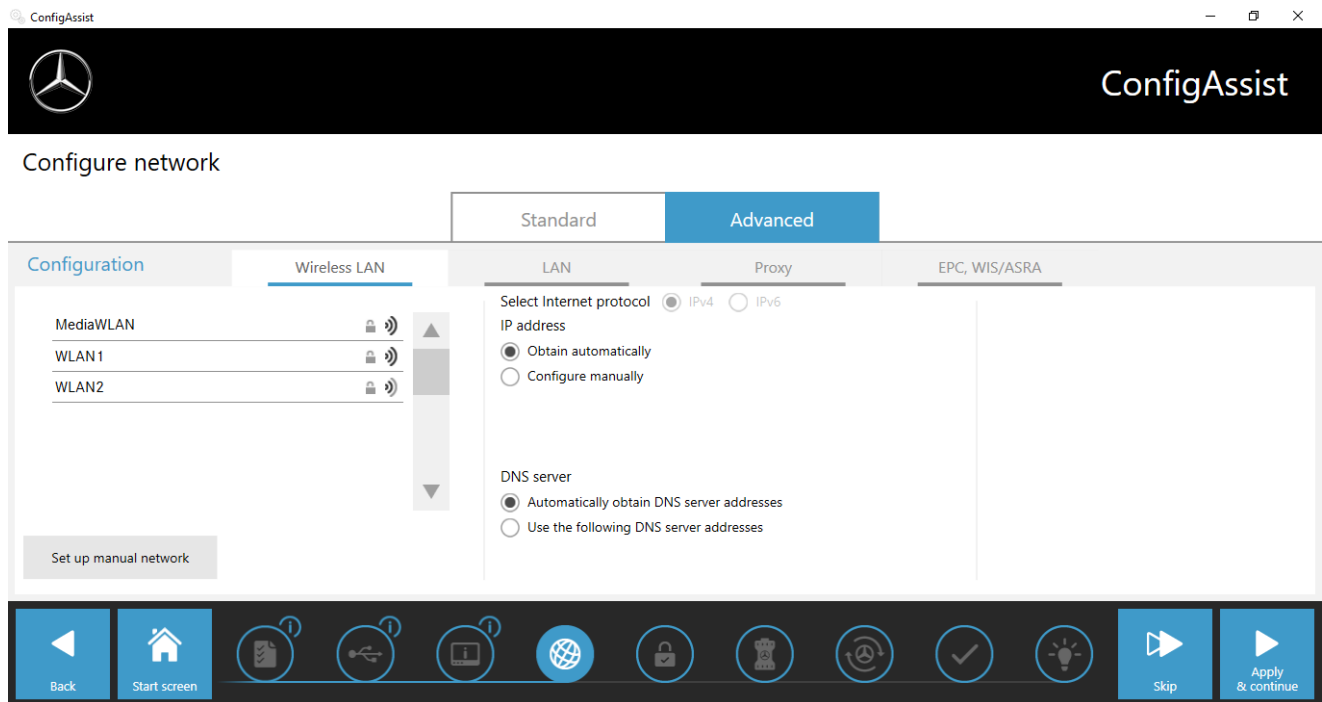 ConfigAssist
ConfigAssist
Configure network
Standard
Advanced
Configuration
Wireless LAN
LAN
Proxy
EPC, WIS/ASRA
MediaWLAN
WLAN1
WLAN2
Set up manual network
Select Internet protocol IPv4 IPv6
IP address
Obtain automatically
Configure manually
DNS server
Automatically obtain DNS server addresses
Use the following DNS server addresses
Back
Start screen
Skip
Apply
& continue